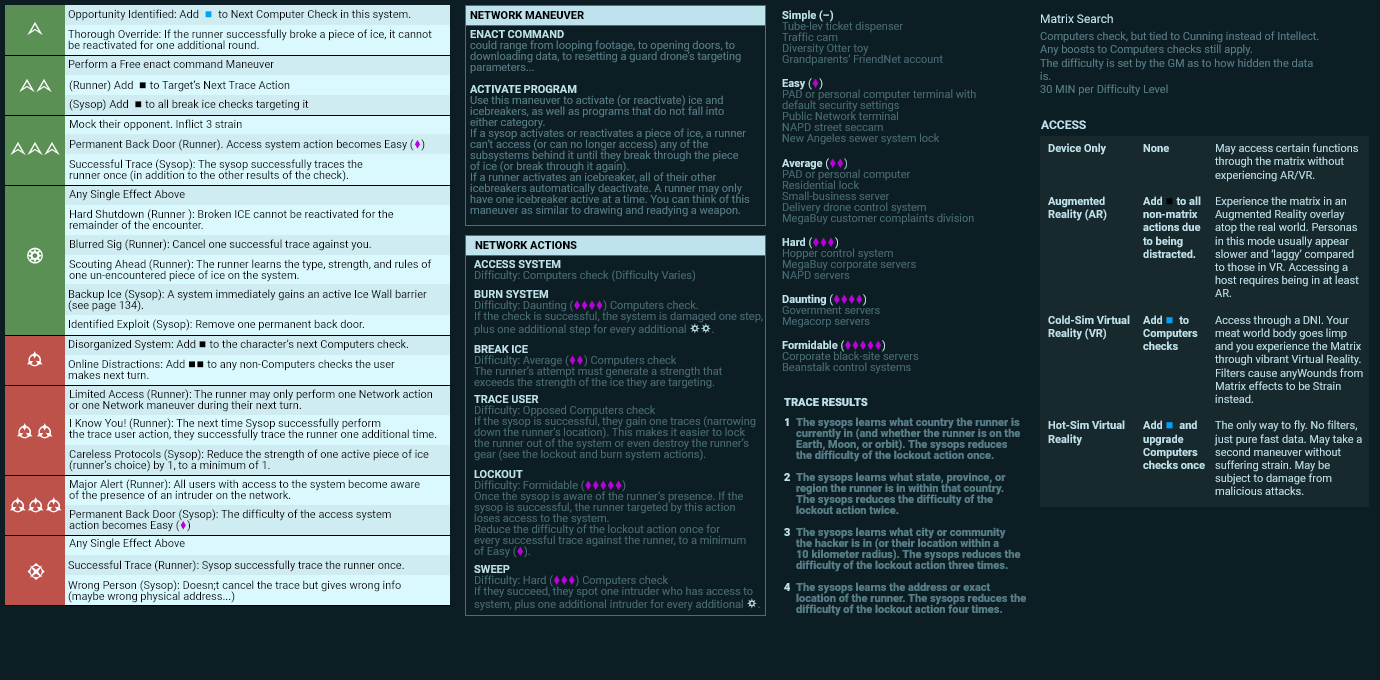 Opportunity Identified: Add to Next Computer Check in this system.
Thorough Override: If the runner successfully broke a piece of ice, it cannot
be reactivated for one additional round.
Perform a Free enact command Maneuver
(Runner) Add ■ to Target's Next Trace Action
(Sysop) Add ■ to all break ice checks targeting it
Mock their opponent. Inflict 3 strain
Permanent Back Door (Runner). Access system action becomes Easy (♦)
Successful Trace (Sysop): The sysop successfully traces the
runner once (in addition to the other results of the check).
Any Single Effect Above
Hard Shutdown (Runner ): Broken ICE cannot be reactivated for the
remainder of the encounter.
Blurred Sig (Runner): Cancel one successful trace against you.
Scouting Ahead (Runner): The runner learns the type, strength, and rules of
one un-encountered piece of ice on the system.
Backup Ice (Sysop): A system immediately gains an active Ice Wall barrier
(see page 134).
Identified Exploit (Sysop): Remove one permanent back door.
Disorganized System: Add ■ to the character's next Computers check.
Online Distractions: Add ■■ to any non-Computers checks the user
makes next turn.
Limited Access (Runner): The runner may only perform one Network action
or one Network maneuver during their next turn.
I Know You! (Runner): The next time Sysop successfully perform
the trace user action, they successfully trace the runner one additional time.
Careless Protocols (Sysop): Reduce the strength of one active piece of ice
(runner's choice) by 1, to a minimum of 1.
Major Alert (Runner): All users with access to the system become aware
of the presence of an intruder on the network.
Permanent Back Door (Sysop): The difficulty of the access system
action becomes Easy (♦)
Any Single Effect Above
Successful Trace (Runner): Sysop successfully trace the runner once.
Wrong Person (Sysop): Doesn;t cancel the trace but gives wrong info
(maybe wrong physical address...)
NETWORK MANEUVER
ENACT COMMAND
could range from looping footage, to opening doors, to
downloading data, to resetting a guard drone's targeting
parameters...
ACTIVATE PROGRAM
Use this maneuver to activate (or reactivate) ice and
icebreakers, as well as programs that do not fall into
either category.
If a sysop activates or reactivates a piece of ice, a runner
can't access (or can no longer access) any of the
subsystems behind it until they break through the piece
of ice (or break through it again).
If a runner activates an icebreaker, all of their other
icebreakers automatically deactivate. A runner may only
have one icebreaker active at a time. You can think of this
maneuver as similar to drawing and readying a weapon.
NETWORK ACTIONS
ACCESS SYSTEM
Difficulty: Computers check (Difficulty Varies)
BURN SYSTEM
Difficulty: Daunting (♦♦♦♦) Computers check.
If the check is successful, the system is damaged one step,
plus one additional step for every additional .
BREAK ICE
Difficulty: Average (♦♦) Computers check
The runner's attempt must generate a strength that
exceeds the strength of the ice they are targeting.
TRACE USER
Difficulty: Opposed Computers check
If the sysop is successful, they gain one traces (narrowing
down the runner's location). This makes it easier to lock
the runner out of the system or even destroy the runner's
gear (see the lockout and burn system actions).
LOCKOUT
Difficulty: Formidable (♦♦♦♦♦)
Once the sysop is aware of the runner's presence. If the
sysop is successful, the runner targeted by this action
loses access to the system.
Reduce the difficulty of the lockout action once for
every successful trace against the runner, to a minimum
of Easy (♦).
SWEEP
Difficulty: Hard (♦♦♦) Computers check
If they succeed, they spot one intruder who has access to
system, plus one additional intruder for every additional .
Simple (–)
Tube-lev ticket dispenser
Traffic cam
Diversity Otter toy
Grandparents' FriendNet account
Easy (♦)
PAD or personal computer terminal with
default security settings
Public Network terminal
NAPD street seccam
New Angeles sewer system lock
Average (♦♦)
PAD or personal computer
Residential lock
Small-business server
Delivery drone control system
MegaBuy customer complaints division
Hard (♦♦♦)
Hopper control system
MegaBuy corporate servers
NAPD servers
Daunting (♦♦♦♦)
Government servers
Megacorp servers
Formidable (♦♦♦♦♦)
Corporate black-site servers
Beanstalk control systems
TRACE RESULTS
1 The sysops learns what country the runner is
currently in (and whether the runner is on the
Earth, Moon, or orbit). The sysops reduces
the difficulty of the lockout action once.
2 The sysops learns what state, province, or
region the runner is in within that country.
The sysops reduces the difficulty of the
lockout action twice.
3 The sysops learns what city or community
the hacker is in (or their location within a
10 kilometer radius). The sysops reduces the
difficulty of the lockout action three times.
4 The sysops learns the address or exact
location of the runner. The sysops reduces the
difficulty of the lockout action four times.
Matrix Search
Computers check, but tied to Cunning instead of Intellect.
Any boosts to Computers checks still apply.
The difficulty is set by the GM as to how hidden the data
is.
30 MIN per Difficulty Level
ACCESS
Device Only
None
May access certain functions
through the matrix without
experiencing AR/VR.
Augmented
Reality (AR)
Add ■ to all
non-matrix
actions due
to being
distracted.
Experience the matrix in an
Augmented Reality overlay
atop the real world. Personas
in this mode usually appear
slower and 'laggy' compared
to those in VR. Accessing a
host requires being in at least
AR.
Cold-Sim Virtual
Reality (VR)
Add ■ to
Computers
checks
Access through a DNI. Your
meat world body goes limp
and you experience the Matrix
through vibrant Virtual Reality.
Filters cause anyWounds from
Matrix effects to be Strain
instead.
Hot-Sim Virtual
Reality
Add ■ and
upgrade
Computers
checks once
The only way to fly. No filters,
just pure fast data. May take a
second maneuver without
suffering strain. May be
subject to damage from
malicious attacks.